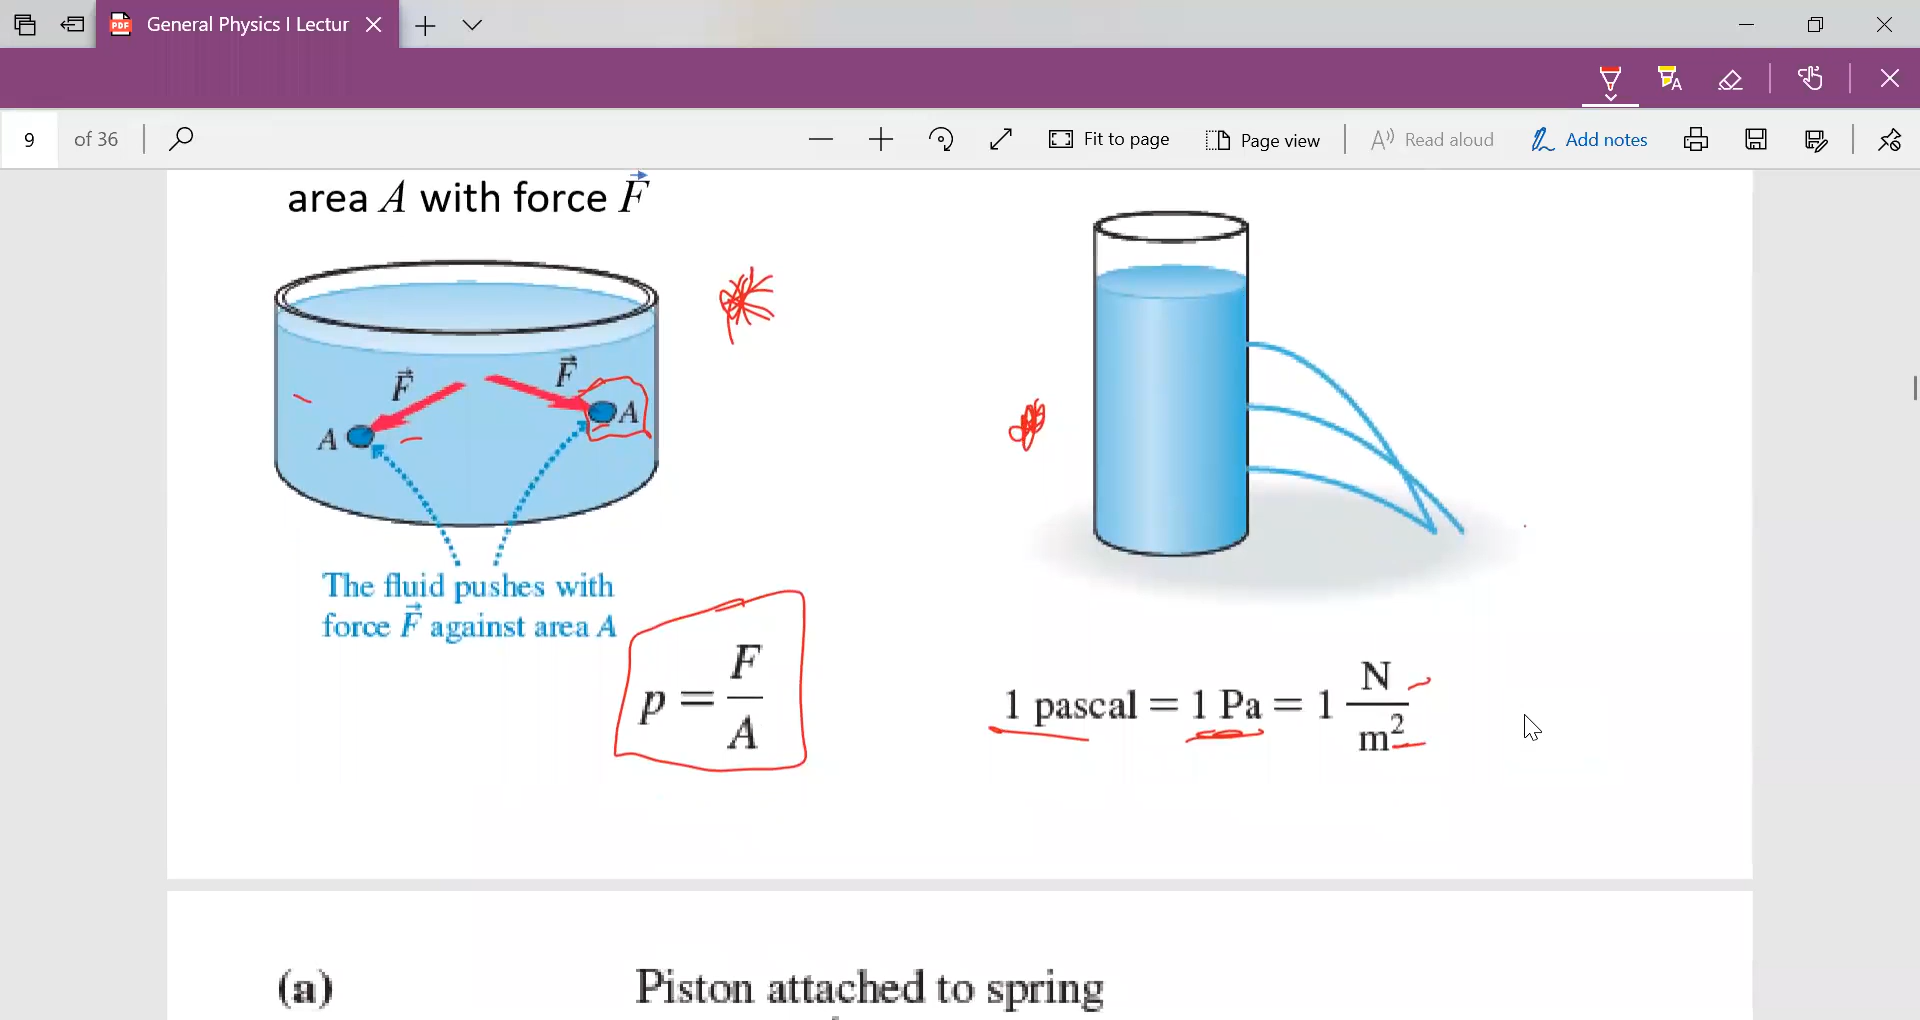 General Physics I Lectur
9 of 36
Fit to page
Page view
Read aloud
Add notes
area A with force F⃗
F⃗
F⃗
A
A
The fluid pushes with
force F⃗ against area A
p = F/A
1 pascal = 1 Pa = 1 N/m²
(a)
Piston attached to spring